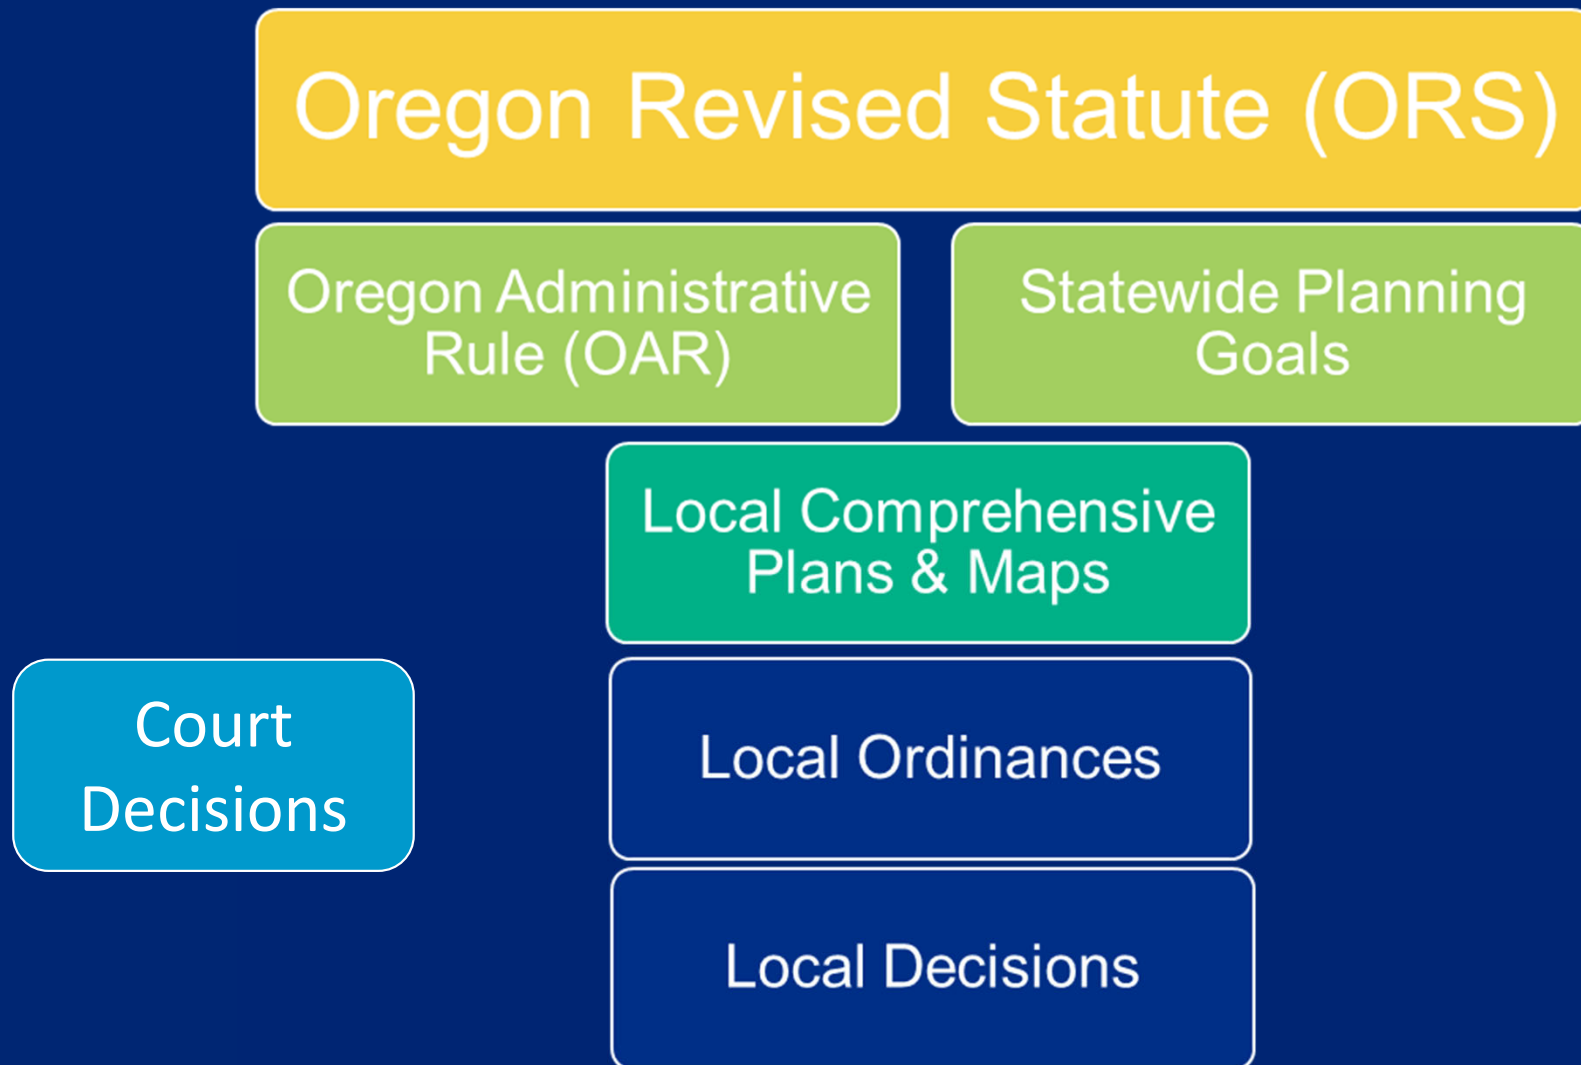 Oregon Revised Statute (ORS)
Oregon Administrative
Rule (OAR)
Statewide Planning
Goals
Local Comprehensive
Plans & Maps
Court
Decisions
Local Ordinances
Local Decisions